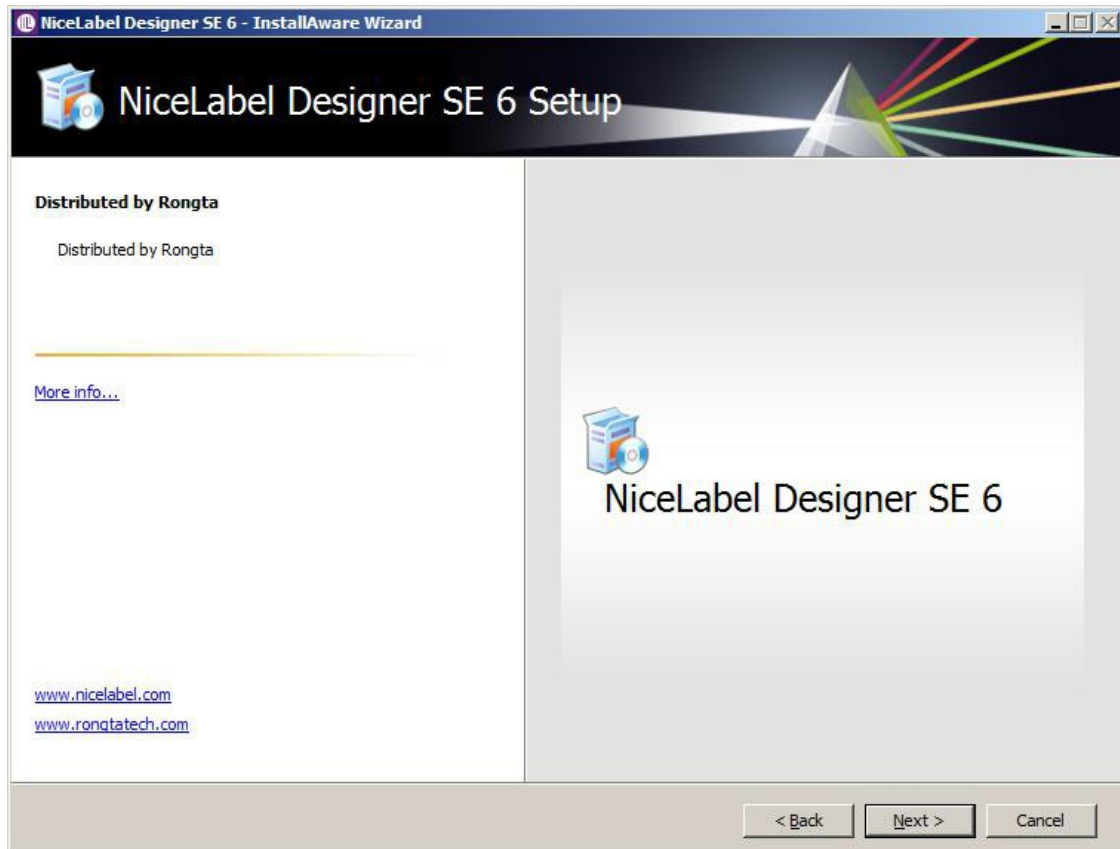 NiceLabel Designer SE 6 - InstallAware Wizard
NiceLabel Designer SE 6 Setup
Distributed by Rongta
Distributed by Rongta
More info...
NiceLabel Designer SE 6
www.nicelabel.com
www.rongtatech.com
< Back
Next >
Cancel